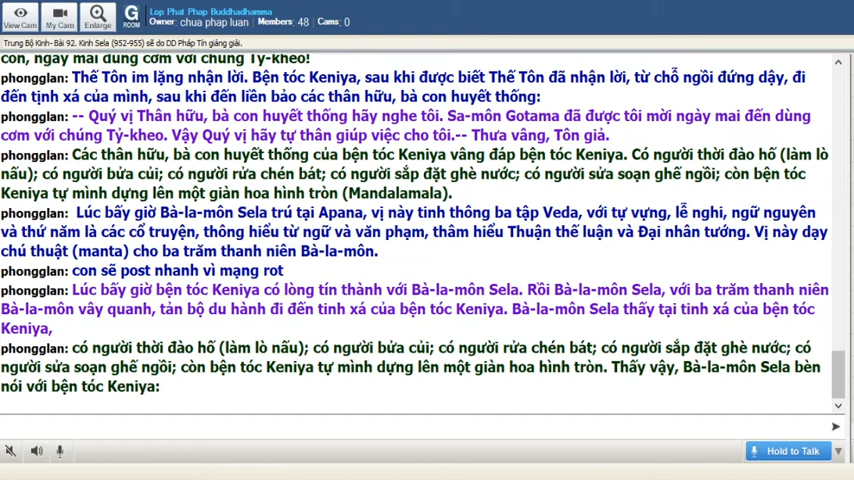 Lop Phat Phap Buddhadhamma
Owner: chua phap luan Members: 48 Cams: 0
View Cam My Cam Enlarge G ROOM
Trung Bộ Kinh- Bài 92. Kinh Sela (952-955) sẽ do DD Pháp Tín giảng giải.
con, ngày mai dùng cơm với chúng Tỷ-kheo!
phongglan: Thế Tôn im lặng nhận lời. Bện tóc Keniya, sau khi được biết Thế Tôn đã nhận lời, từ chỗ ngồi đứng dậy, đi
đến tịnh xá của mình, sau khi đến liền bảo các thân hữu, bà con huyết thống:
phongglan: -- Quý vị Thân hữu, bà con huyết thống hãy nghe tôi. Sa-môn Gotama đã được tôi mời ngày mai đến dùng
cơm với chúng Tỷ-kheo. Vậy Quý vị hãy tự thân giúp việc cho tôi.-- Thưa vâng, Tôn giả.
phongglan: Các thân hữu, bà con huyết thống của bện tóc Keniya vâng đáp bện tóc Keniya. Có người thời đào hố (làm lò
nấu); có người bửa củi; có người rửa chén bát; có người sắp đặt ghè nước; có người sửa soạn ghế ngồi; còn bện tóc
Keniya tự mình dựng lên một giàn hoa hình tròn (Mandalamala).
phongglan: Lúc bấy giờ Bà-la-môn Sela trú tại Apana, vị này tinh thông ba tập Veda, với tự vựng, lễ nghi, ngữ nguyên
và thứ năm là các cổ truyện, thông hiểu từ ngữ và văn phạm, thâm hiểu Thuận thế luận và Đại nhân tướng. Vị này dạy
chú thuật (manta) cho ba trăm thanh niên Bà-la-môn.
phongglan: con sẽ post nhanh vì mạng rot
phongglan: Lúc bấy giờ bện tóc Keniya có lòng tín thành với Bà-la-môn Sela. Rồi Bà-la-môn Sela, với ba trăm thanh niên
Bà-la-môn vây quanh, tản bộ du hành đi đến tinh xá của bện tóc Keniya. Bà-la-môn Sela thấy tại tinh xá của bện tóc
Keniya,
phongglan: có người thời đào hố (làm lò nấu); có người bửa củi; có người rửa chén bát; có người sắp đặt ghè nước; có
người sửa soạn ghế ngồi; còn bện tóc Keniya tự mình dựng lên một giàn hoa hình tròn. Thấy vậy, Bà-la-môn Sela bèn
nói với bện tóc Keniya:
Hold to Talk